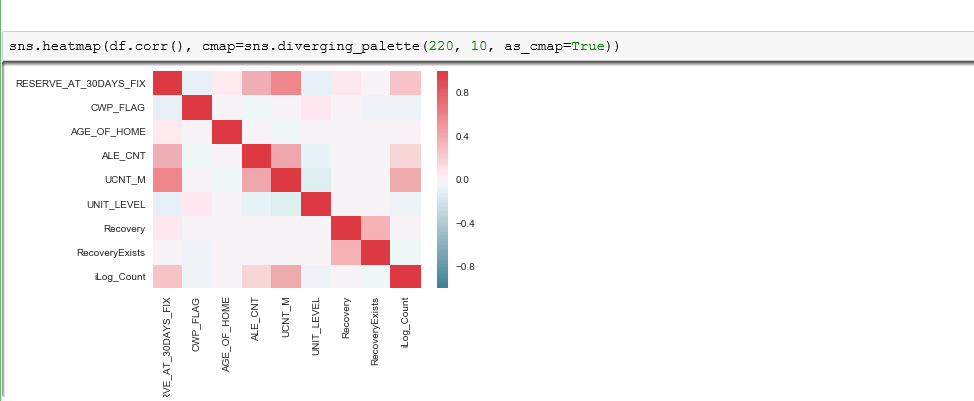 sns.heatmap(df.corr(), cmap=sns.diverging_palette(220, 10, as_cmap=True))
RESERVE_AT_30DAYS_FIX
CWP_FLAG
AGE_OF_HOME
ALE_CNT
UCNT_M
UNIT_LEVEL
Recovery
RecoveryExists
iLog_Count
0.8
0.4
0.0
−0.4
−0.8
RVE_AT_30DAYS_FIX
CWP_FLAG
AGE_OF_HOME
ALE_CNT
UCNT_M
UNIT_LEVEL
Recovery
RecoveryExists
iLog_Count